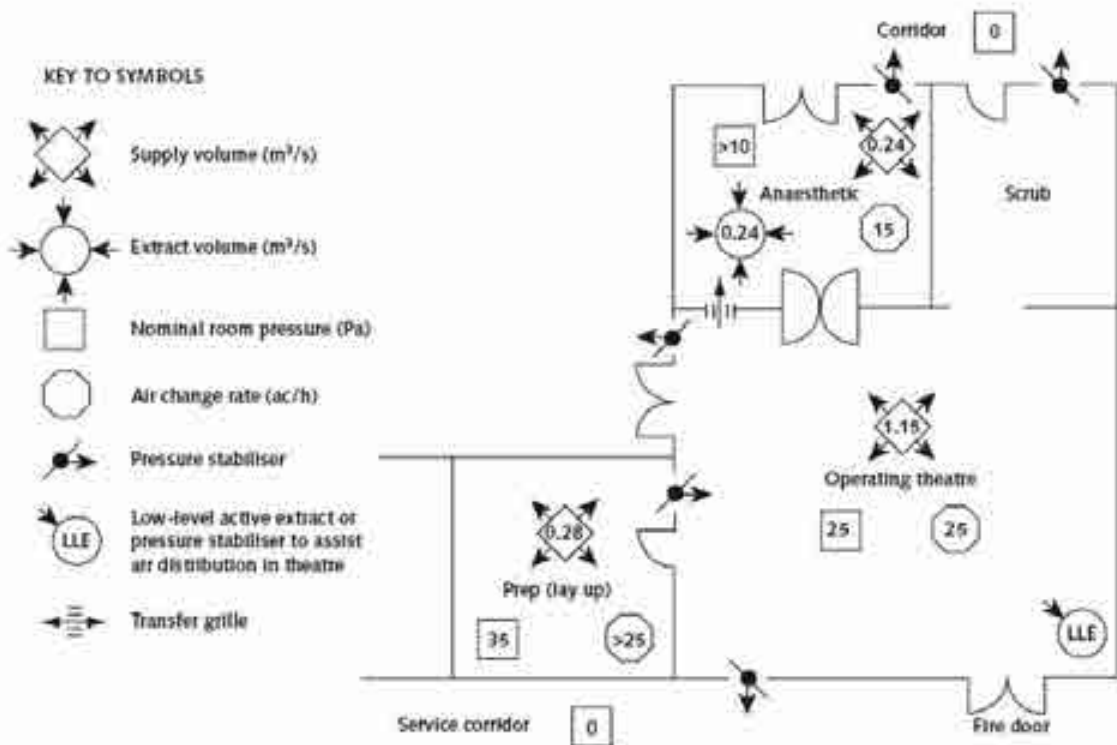 KEY TO SYMBOLS
Supply volume (m³/s)
Extract volume (m³/s)
Nominal room pressure (Pa)
Air change rate (ac/h)
Pressure stabiliser
LLE
Low-level active extract or
pressure stabiliser to assist
air distribution in theatre
Transfer grille
Corridor
0
>10
0.24
Anaesthetic
0.24
15
Scrub
1.15
Operating theatre
25
25
0.28
Prep (lay up)
35
>25
LLE
Service corridor
0
Fire door